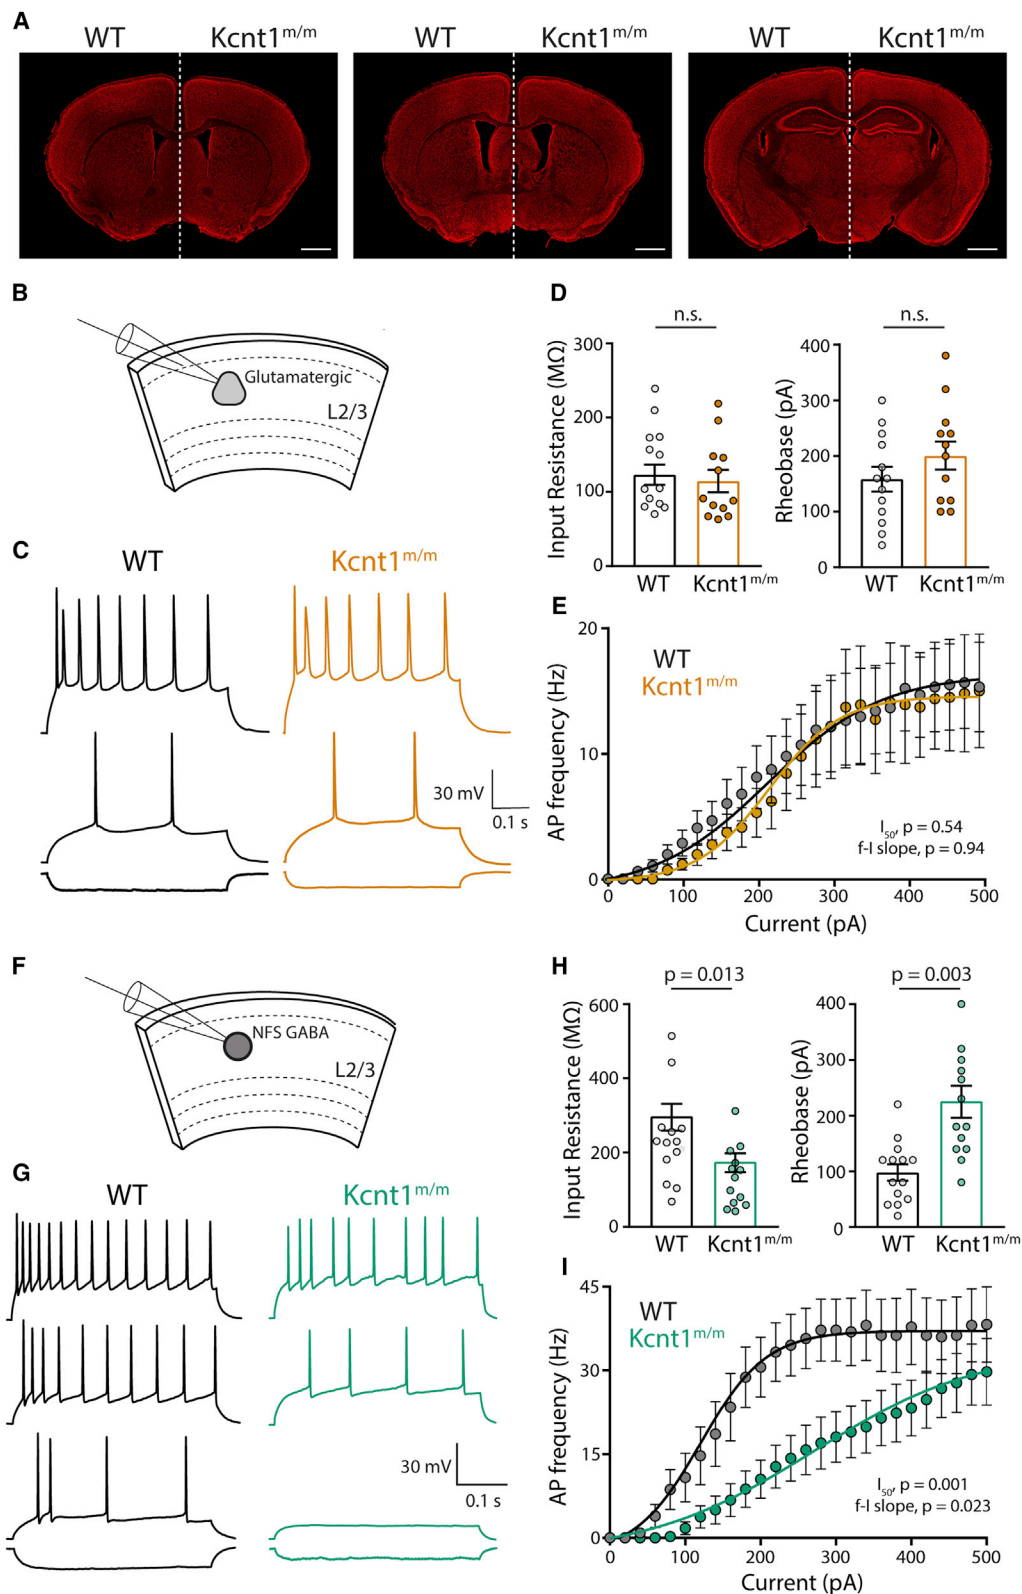 A
WT Kcnt1m/m WT Kcnt1m/m WT Kcnt1m/m
B
Glutamatergic
L2/3
C
WT Kcnt1m/m
30 mV
0.1 s
D
n.s. n.s.
Input Resistance (MΩ)
300
200
100
0
WT Kcnt1m/m
Rheobase (pA)
400
300
200
100
0
WT Kcnt1m/m
E
AP frequency (Hz)
20
10
0
WT
Kcnt1m/m
I50, p = 0.54
f-I slope, p = 0.94
0 100 200 300 400 500
Current (pA)
F
NFS GABA
L2/3
G
WT Kcnt1m/m
30 mV
0.1 s
H
p = 0.013 p = 0.003
Input Resistance (MΩ)
600
400
200
0
WT Kcnt1m/m
Rheobase (pA)
400
300
200
100
0
WT Kcnt1m/m
I
AP frequency (Hz)
45
30
15
0
WT
Kcnt1m/m
I50, p = 0.001
f-I slope, p = 0.023
0 100 200 300 400 500
Current (pA)